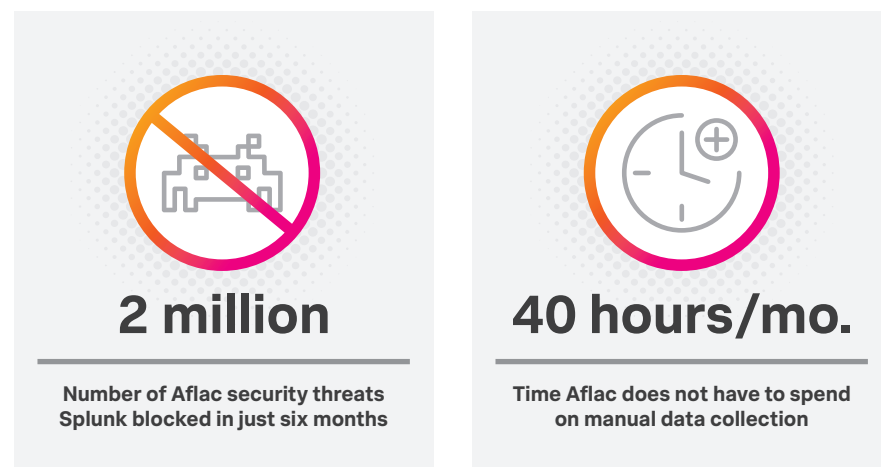 2 million
Number of Aflac security threats
Splunk blocked in just six months
40 hours/mo.
Time Aflac does not have to spend
on manual data collection